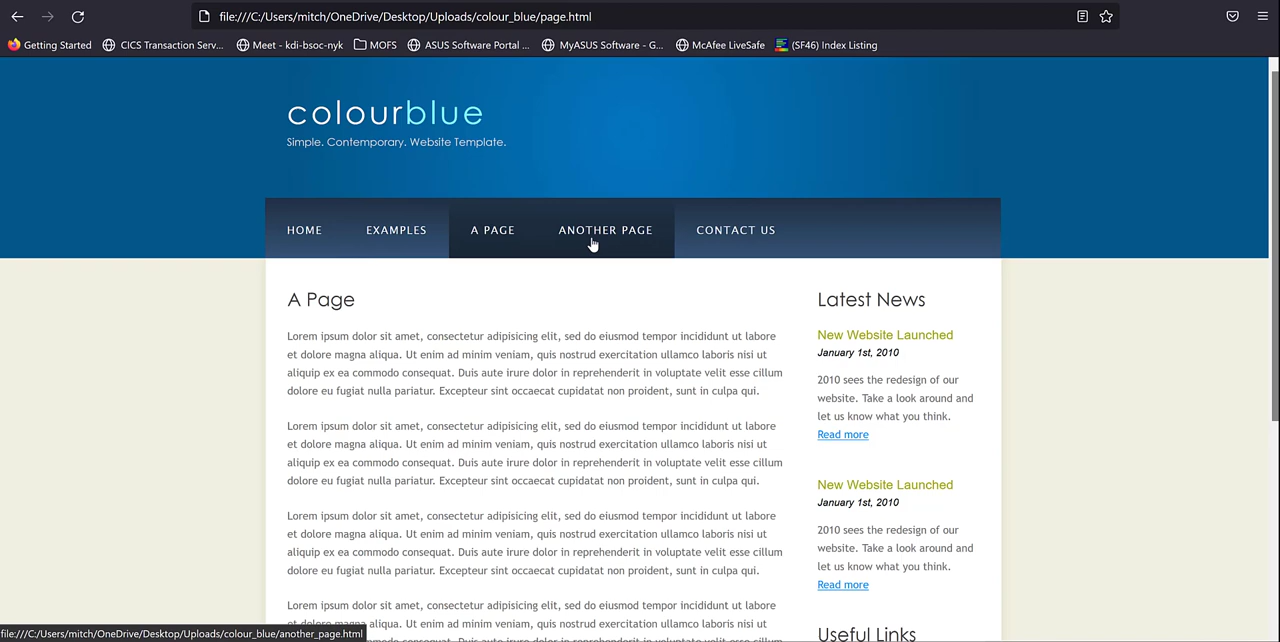 file:///C:/Users/mitch/OneDrive/Desktop/Uploads/colour_blue/page.html
Getting Started CICS Transaction Serv... Meet - kdi-bsoc-nyk MOFS ASUS Software Portal ... MyASUS Software - G... McAfee LiveSafe (SF46) Index Listing
colourblue
Simple. Contemporary. Website Template.
HOME EXAMPLES A PAGE ANOTHER PAGE CONTACT US
A Page
Lorem ipsum dolor sit amet, consectetur adipisicing elit, sed do eiusmod tempor incididunt ut labore
et dolore magna aliqua. Ut enim ad minim veniam, quis nostrud exercitation ullamco laboris nisi ut
aliquip ex ea commodo consequat. Duis aute irure dolor in reprehenderit in voluptate velit esse cillum
dolore eu fugiat nulla pariatur. Excepteur sint occaecat cupidatat non proident, sunt in culpa qui.
Lorem ipsum dolor sit amet, consectetur adipisicing elit, sed do eiusmod tempor incididunt ut labore
et dolore magna aliqua. Ut enim ad minim veniam, quis nostrud exercitation ullamco laboris nisi ut
aliquip ex ea commodo consequat. Duis aute irure dolor in reprehenderit in voluptate velit esse cillum
dolore eu fugiat nulla pariatur. Excepteur sint occaecat cupidatat non proident, sunt in culpa qui.
Lorem ipsum dolor sit amet, consectetur adipisicing elit, sed do eiusmod tempor incididunt ut labore
et dolore magna aliqua. Ut enim ad minim veniam, quis nostrud exercitation ullamco laboris nisi ut
aliquip ex ea commodo consequat. Duis aute irure dolor in reprehenderit in voluptate velit esse cillum
dolore eu fugiat nulla pariatur. Excepteur sint occaecat cupidatat non proident, sunt in culpa qui.
Lorem ipsum dolor sit amet, consectetur adipisicing elit, sed do eiusmod tempor incididunt ut labore
Latest News
New Website Launched
January 1st, 2010
2010 sees the redesign of our
website. Take a look around and
let us know what you think.
Read more
New Website Launched
January 1st, 2010
2010 sees the redesign of our
website. Take a look around and
let us know what you think.
Read more
Useful Links
file:///C:/Users/mitch/OneDrive/Desktop/Uploads/colour_blue/another_page.html